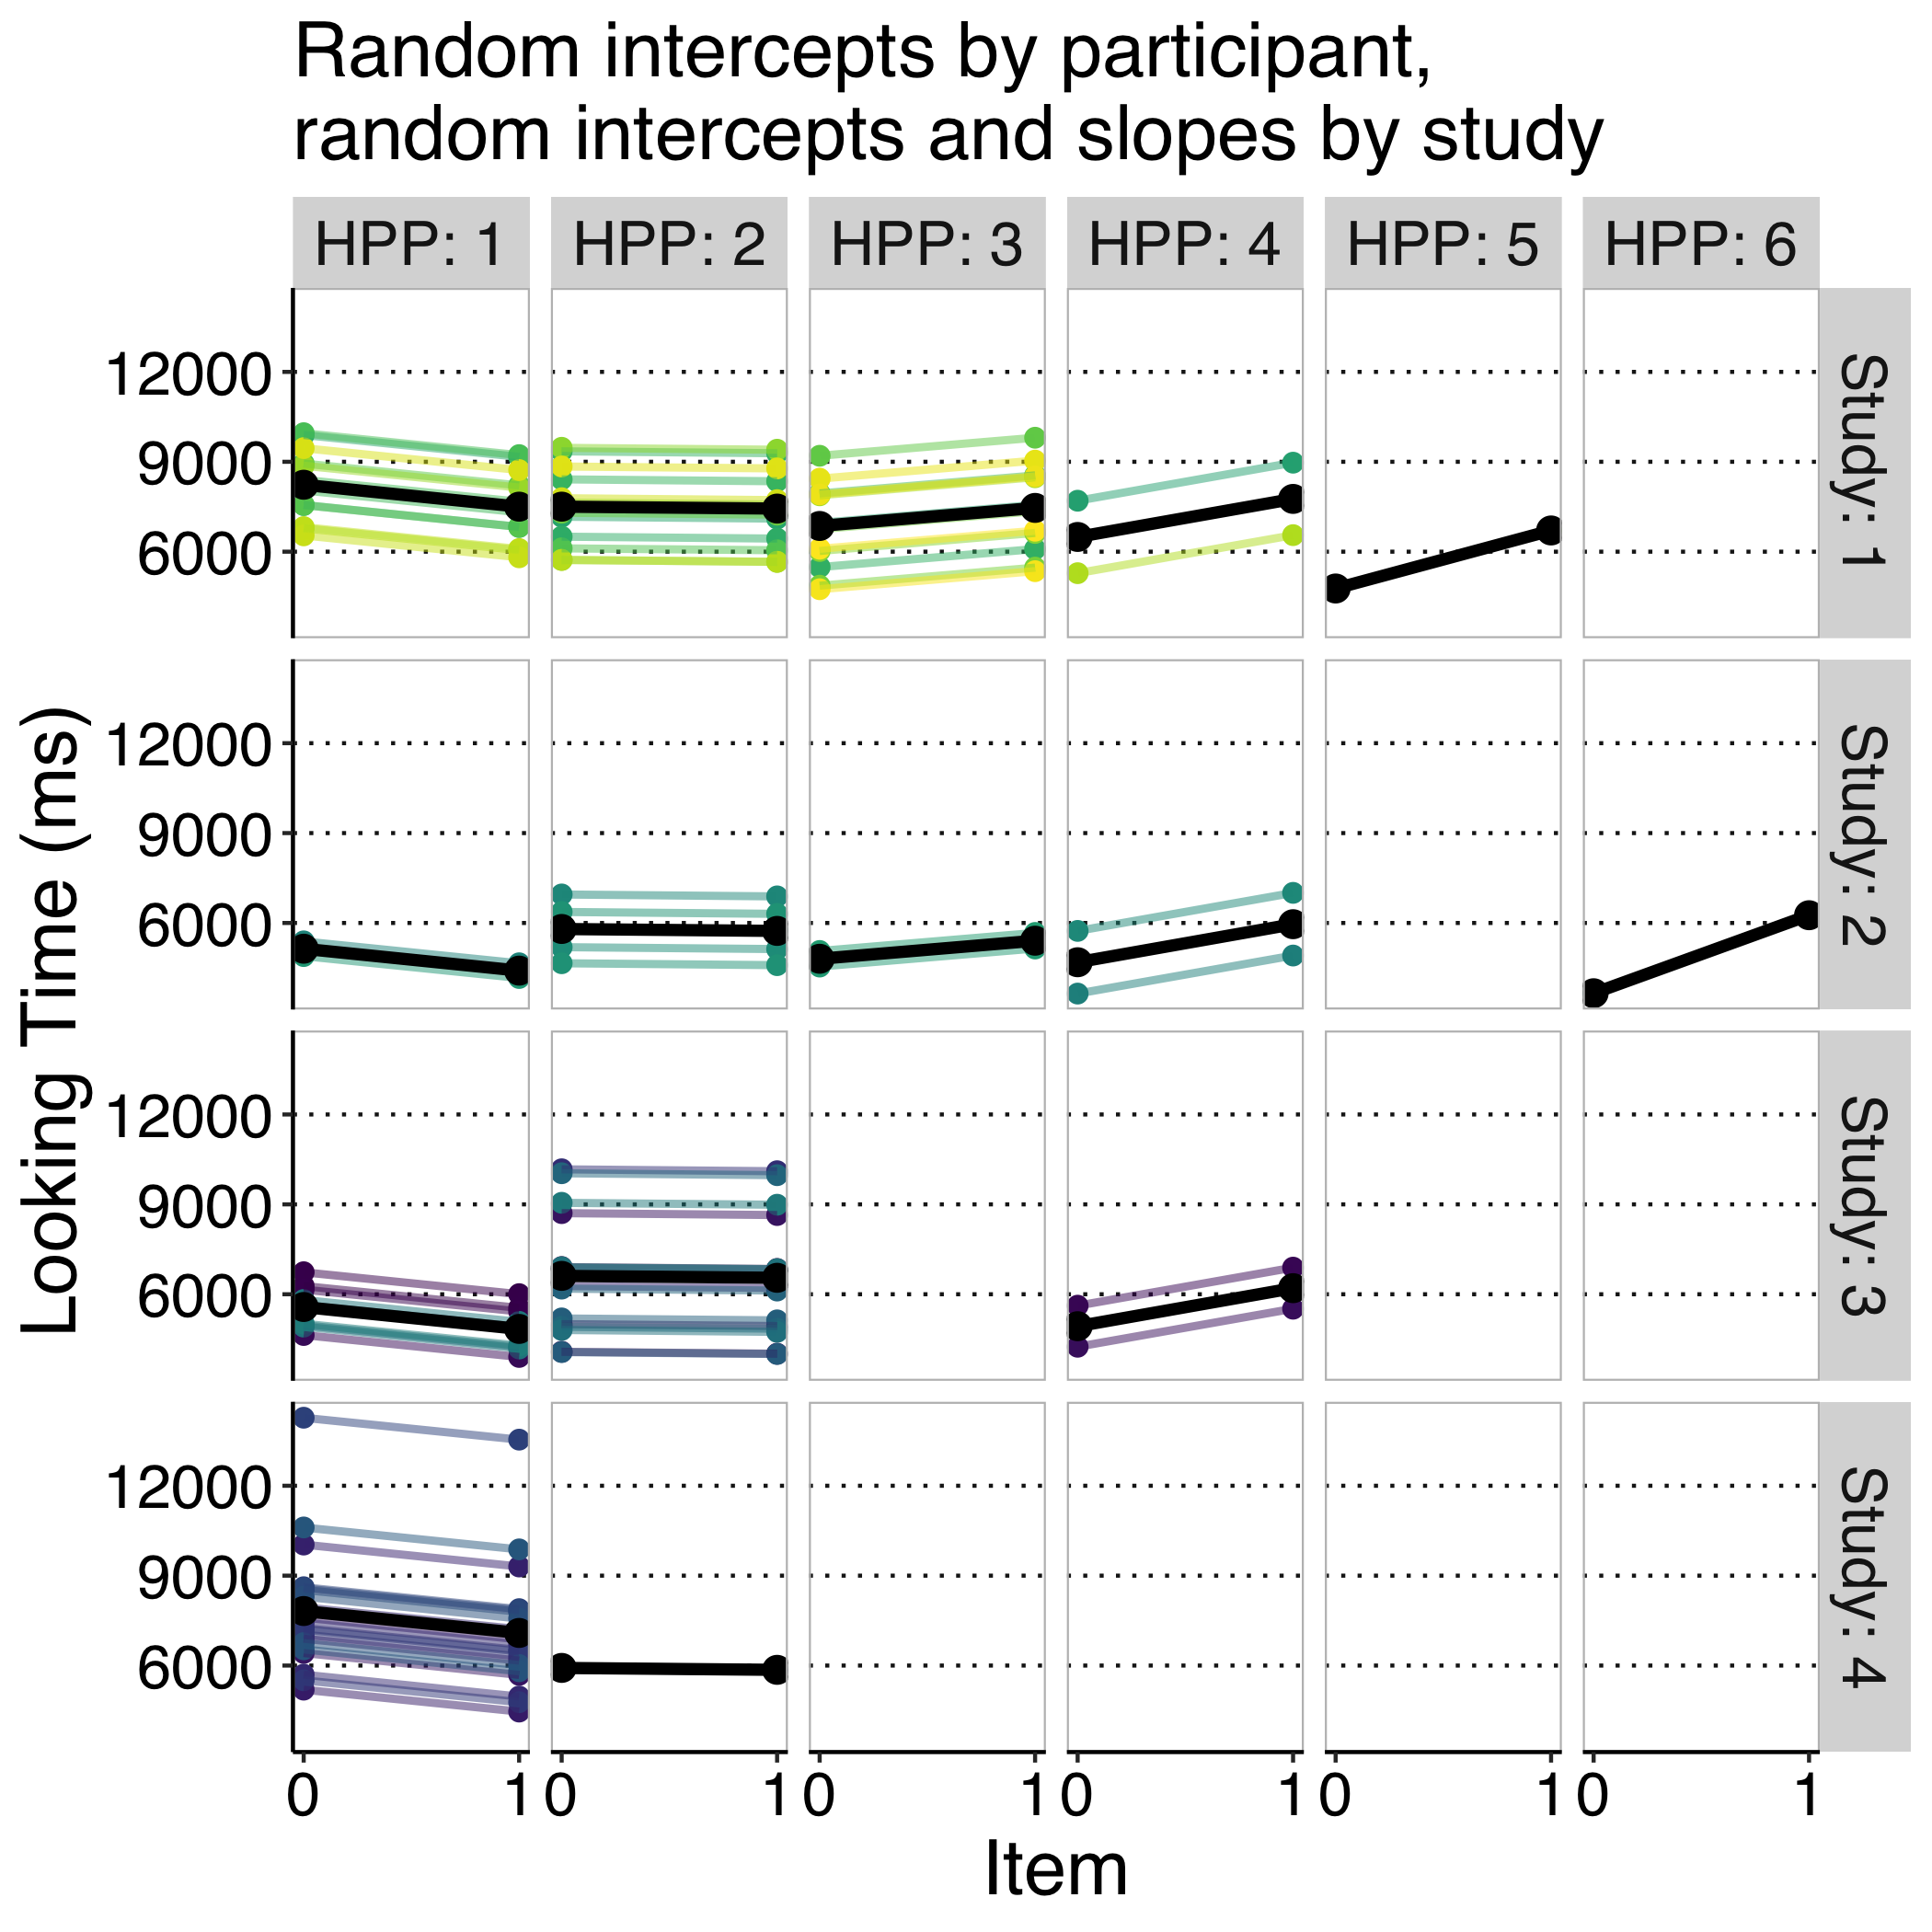 Random intercepts by participant,
random intercepts and slopes by study
HPP: 1 HPP: 2 HPP: 3 HPP: 4 HPP: 5 HPP: 6
12000
9000
6000
Study: 1
12000
9000
6000
Study: 2
12000
9000
6000
Study: 3
12000
9000
6000
Study: 4
Looking Time (ms)
0 1 0 1 0 1 0 1 0 1 0 1
Item